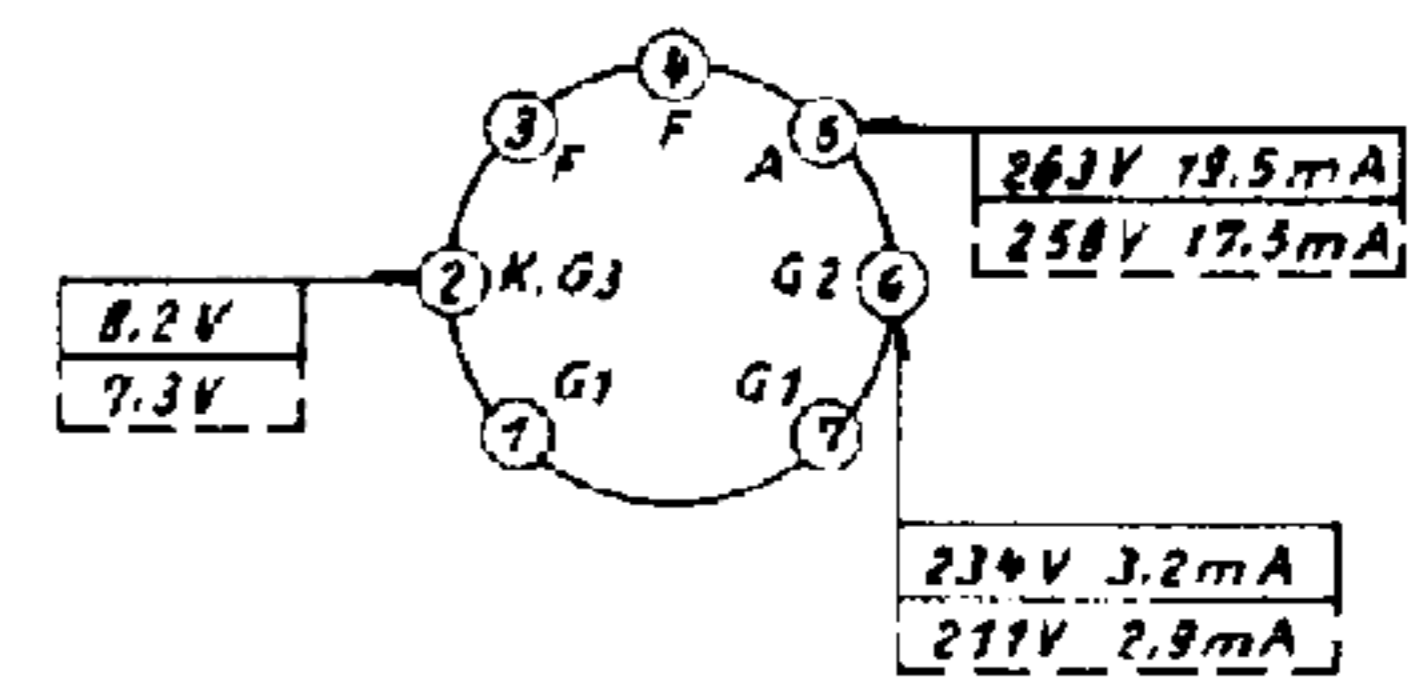 4
3
F
F
5
A
263V 19.5mA
258V 17.5mA
2
K, G3
G2
6
8.2V
7.3V
G1
G1
1
7
234V 3.2mA
211V 2,9mA